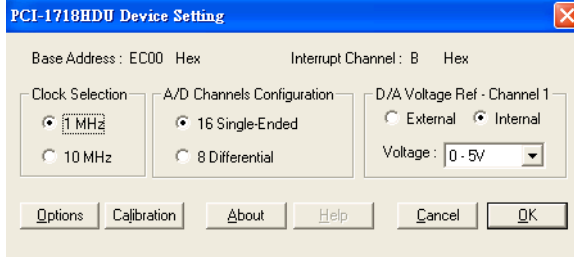 PCI-1718HDU Device Setting
Base Address : EC00 Hex Interrupt Channel : B Hex
Clock Selection A/D Channels Configuration D/A Voltage Ref - Channel 1
1 MHz 16 Single-Ended External Internal
10 MHz 8 Differential Voltage : 0 - 5V
Options Calibration About Help Cancel OK